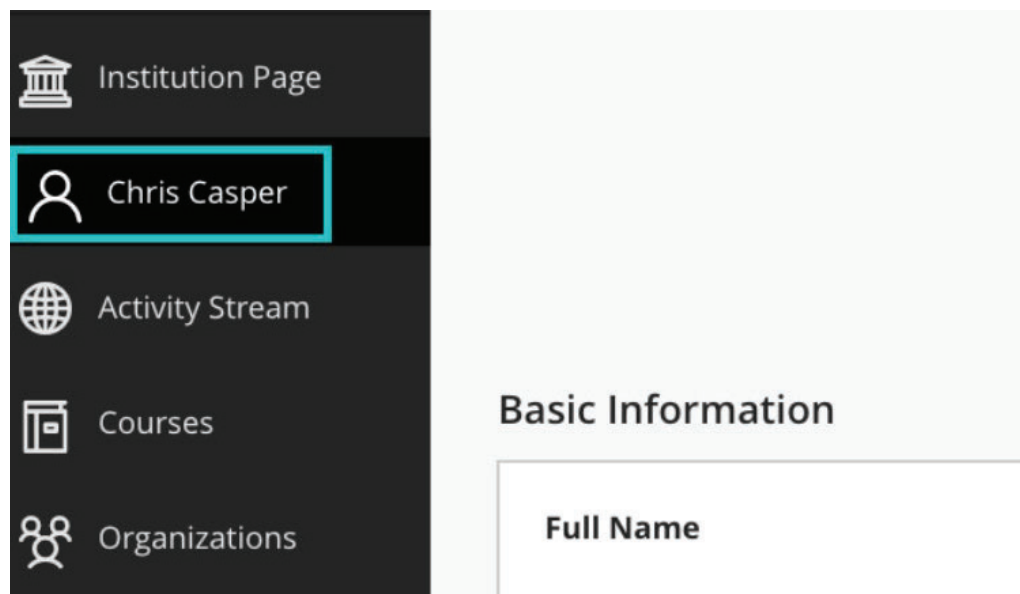 Institution Page
Chris Casper
Activity Stream
Courses
Organizations
Basic Information
Full Name